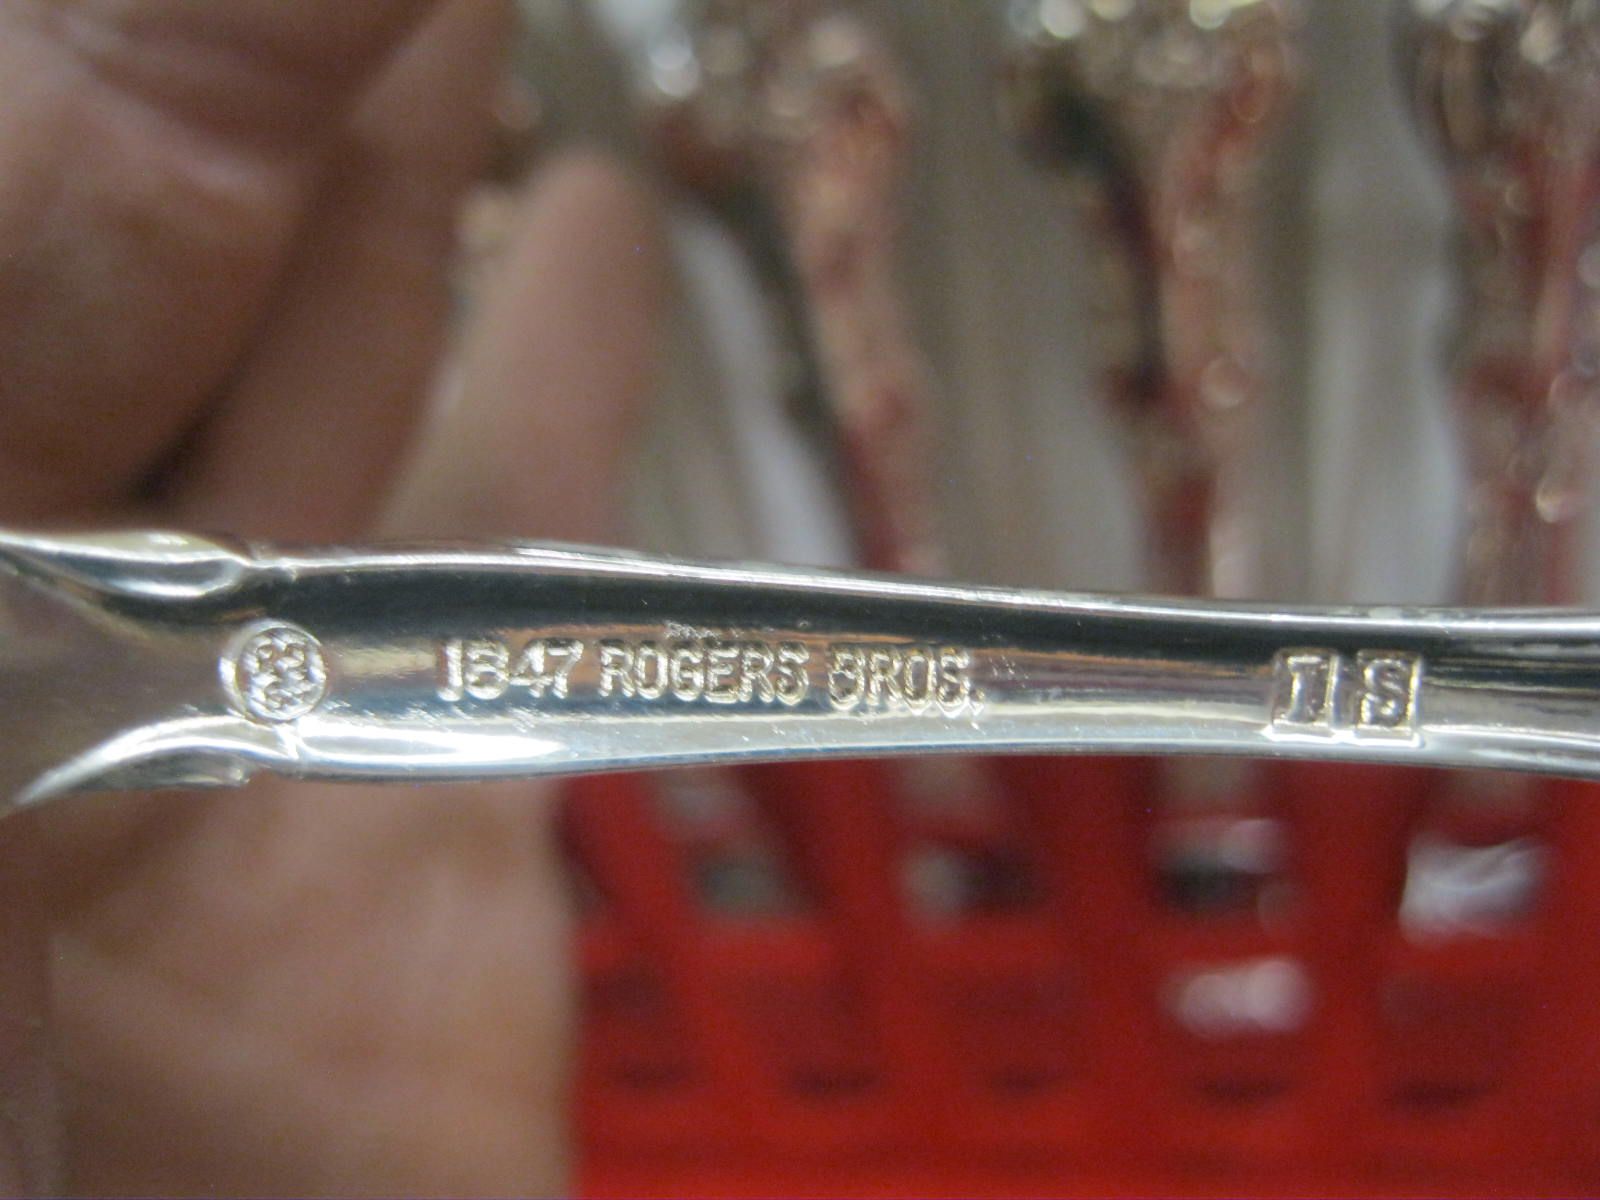 1847 ROGERS BROS. IS